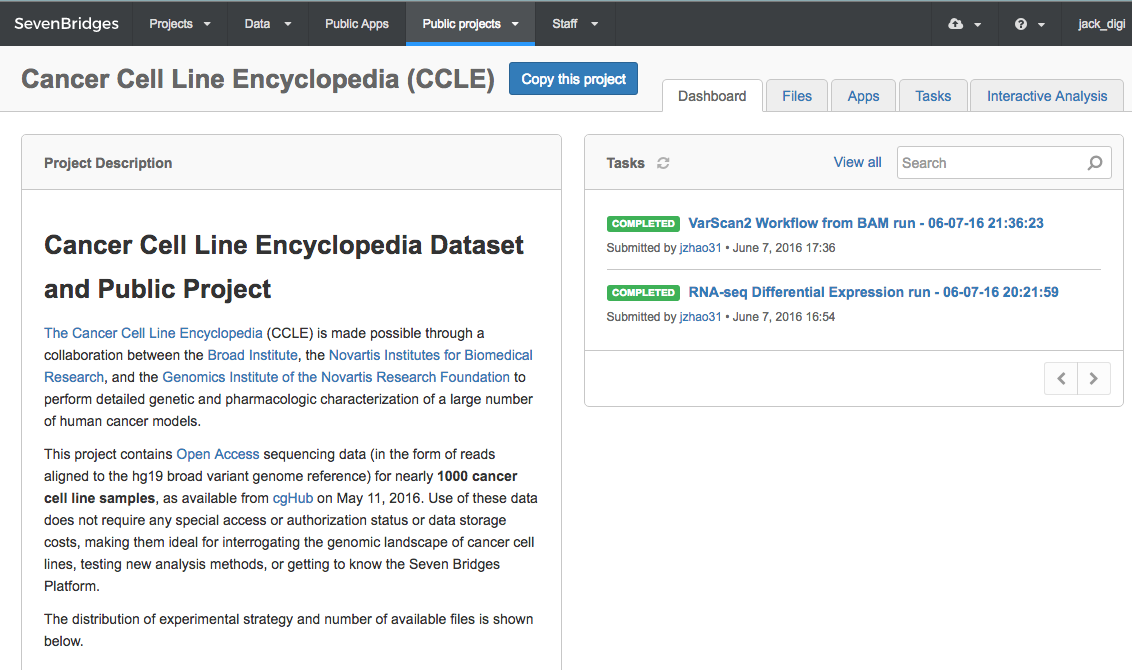 SevenBridges Projects Data Public Apps Public projects Staff jack_digi
Cancer Cell Line Encyclopedia (CCLE) Copy this project
Dashboard Files Apps Tasks Interactive Analysis
Project Description
Cancer Cell Line Encyclopedia Dataset
and Public Project
The Cancer Cell Line Encyclopedia (CCLE) is made possible through a
collaboration between the Broad Institute, the Novartis Institutes for Biomedical
Research, and the Genomics Institute of the Novartis Research Foundation to
perform detailed genetic and pharmacologic characterization of a large number
of human cancer models.
This project contains Open Access sequencing data (in the form of reads
aligned to the hg19 broad variant genome reference) for nearly 1000 cancer
cell line samples, as available from cgHub on May 11, 2016. Use of these data
does not require any special access or authorization status or data storage
costs, making them ideal for interrogating the genomic landscape of cancer cell
lines, testing new analysis methods, or getting to know the Seven Bridges
Platform.
The distribution of experimental strategy and number of available files is shown
below.
Tasks View all Search
COMPLETED VarScan2 Workflow from BAM run - 06-07-16 21:36:23
Submitted by jzhao31 • June 7, 2016 17:36
COMPLETED RNA-seq Differential Expression run - 06-07-16 20:21:59
Submitted by jzhao31 • June 7, 2016 16:54